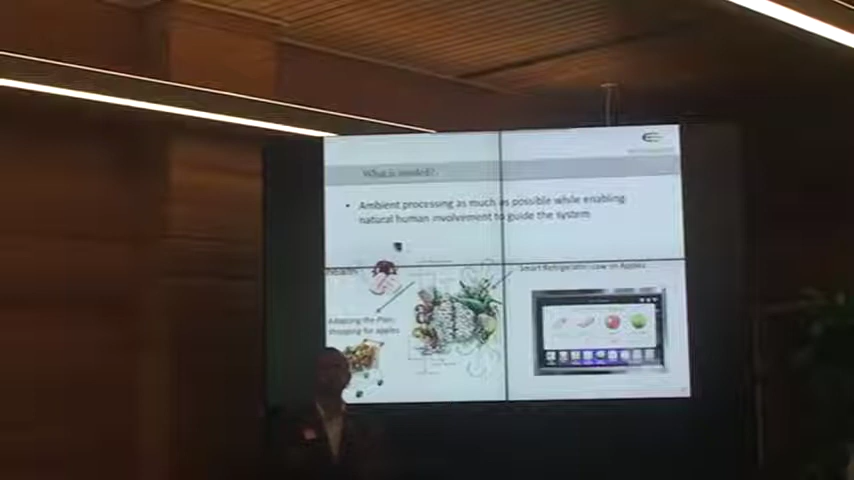 What is needed?
• Ambient processing as much as possible while enabling
natural human involvement to guide the system
Health
Smart Refrigerator: Low on Apples
Adapting the Plan:
shopping for apples